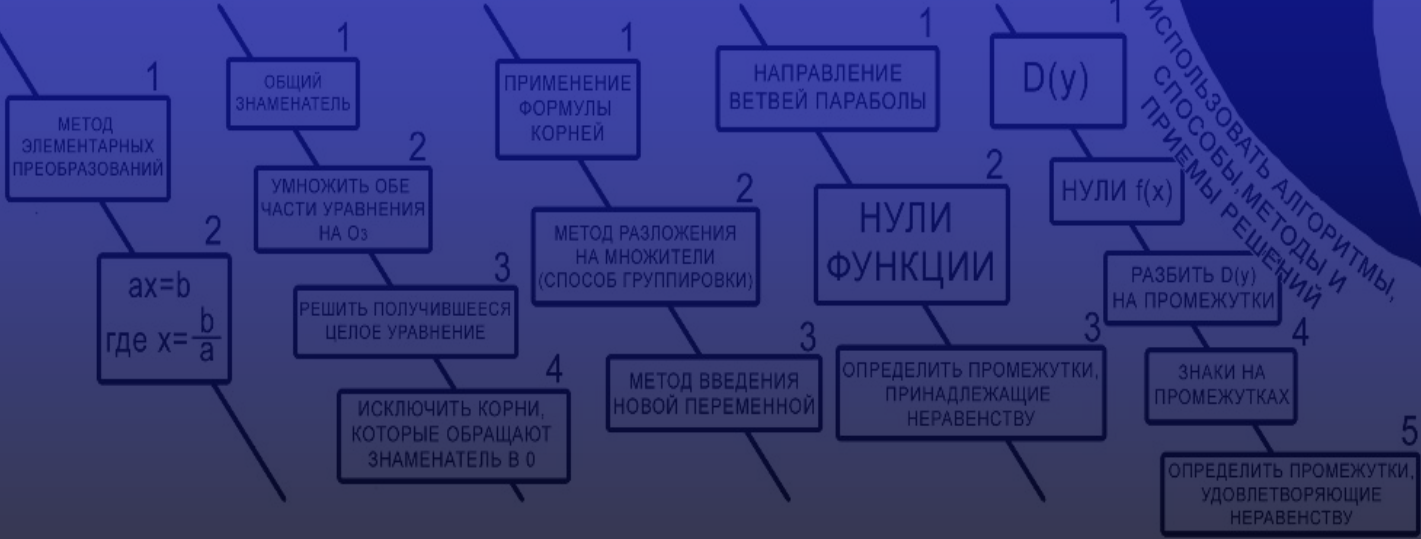 1
МЕТОД
ЭЛЕМЕНТАРНЫХ
ПРЕОБРАЗОВАНИЙ
2
ax=b
где x=b/a
1
ОБЩИЙ
ЗНАМЕНАТЕЛЬ
2
УМНОЖИТЬ ОБЕ
ЧАСТИ УРАВНЕНИЯ
НА Оз
3
РЕШИТЬ ПОЛУЧИВШЕЕСЯ
ЦЕЛОЕ УРАВНЕНИЕ
4
ИСКЛЮЧИТЬ КОРНИ,
КОТОРЫЕ ОБРАЩАЮТ
ЗНАМЕНАТЕЛЬ В 0
1
ПРИМЕНЕНИЕ
ФОРМУЛЫ
КОРНЕЙ
2
МЕТОД РАЗЛОЖЕНИЯ
НА МНОЖИТЕЛИ
(СПОСОБ ГРУППИРОВКИ)
3
МЕТОД ВВЕДЕНИЯ
НОВОЙ ПЕРЕМЕННОЙ
1
НАПРАВЛЕНИЕ
ВЕТВЕЙ ПАРАБОЛЫ
2
НУЛИ
ФУНКЦИИ
3
ОПРЕДЕЛИТЬ ПРОМЕЖУТКИ,
ПРИНАДЛЕЖАЩИЕ
НЕРАВЕНСТВУ
1
D(y)
НУЛИ f(x)
РАЗБИТЬ D(y)
НА ПРОМЕЖУТКИ
4
ЗНАКИ НА
ПРОМЕЖУТКАХ
5
ОПРЕДЕЛИТЬ ПРОМЕЖУТКИ,
УДОВЛЕТВОРЯЮЩИЕ
НЕРАВЕНСТВУ
ИСПОЛЬЗОВАТЬ АЛГОРИТМЫ,
СПОСОБЫ, МЕТОДЫ И
ПРИЕМЫ РЕШЕНИЙ